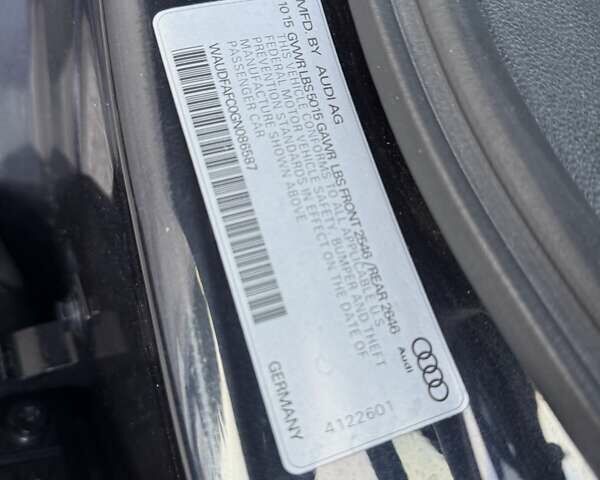 MFD. BY AUDI AG
10 15 GVWR LBS 5015 GAWR LBS FRONT 2546 /REAR 2646
THIS VEHICLE CONFORMS TO ALL APPLICABLE U.S.
FEDERAL MOTOR VEHICLE SAFETY, BUMPER AND THEFT
PREVENTION STANDARDS IN EFFECT ON THE DATE OF
MANUFACTURE SHOWN ABOVE
PASSENGER CAR
WAUDFAFC0GN086587
Audi
GERMANY
4122601